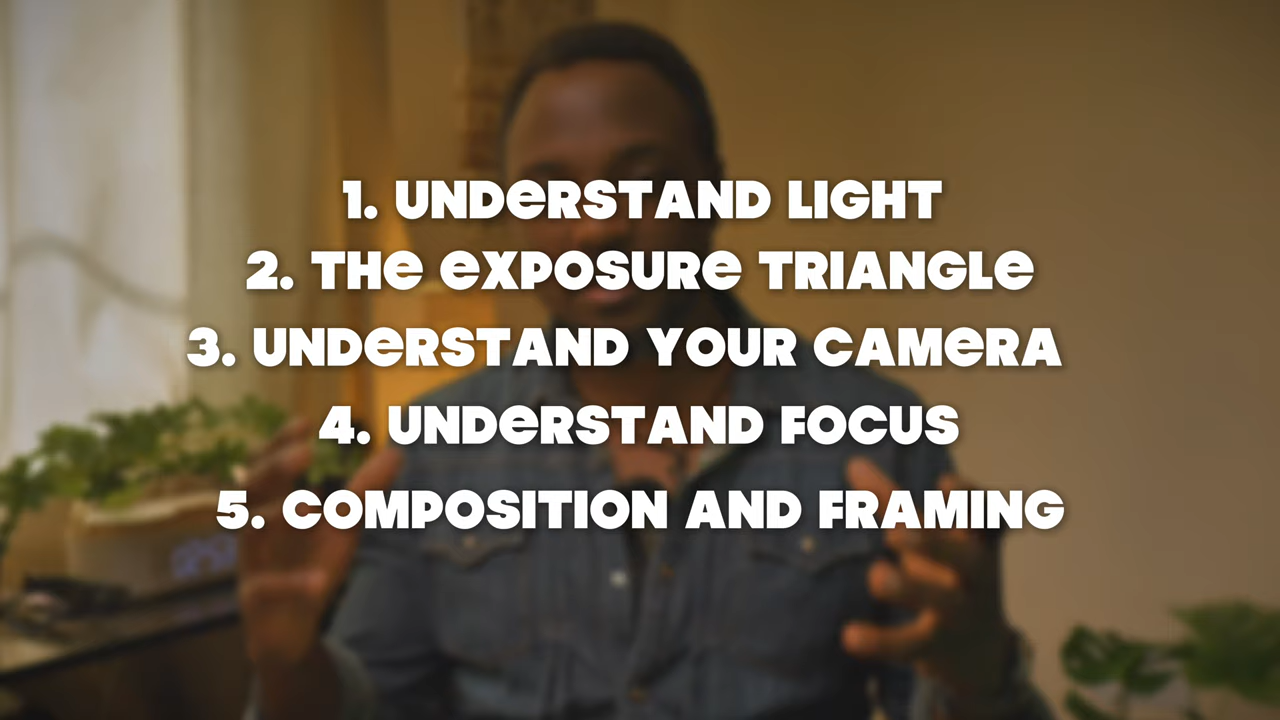 1. UNDERSTAND LIGHT
2. THE EXPOSURE TRIANGLE
3. UNDERSTAND YOUR CAMERA
4. UNDERSTAND FOCUS
5. COMPOSITION AND FRAMING